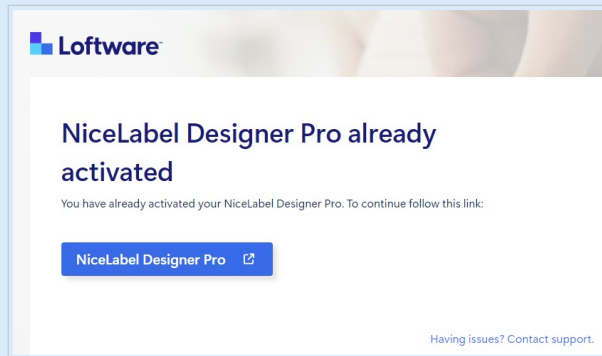 Loftware™
NiceLabel Designer Pro already
activated
You have already activated your NiceLabel Designer Pro. To continue follow this link:
NiceLabel Designer Pro
Having issues? Contact support.